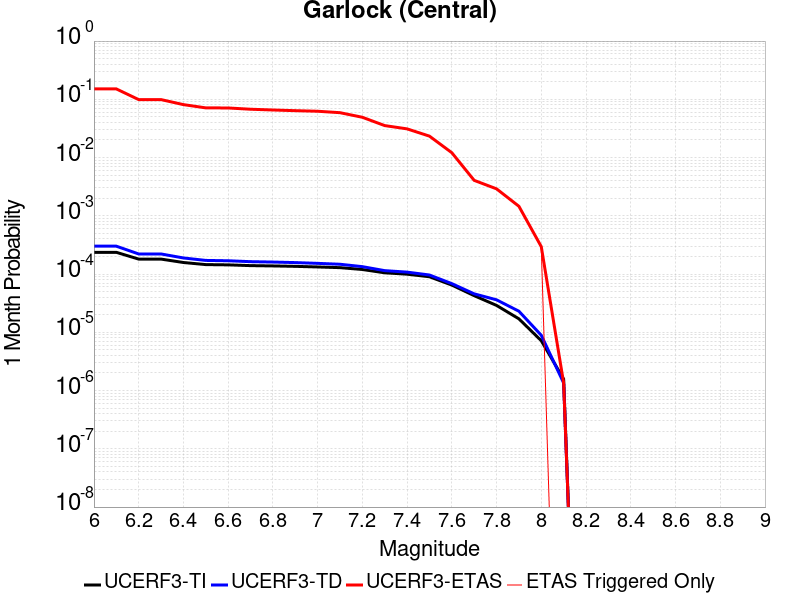 Garlock (Central)
10^0
10^-1
10^-2
10^-3
10^-4
10^-5
10^-6
10^-7
10^-8
1 Month Probability
6 6.2 6.4 6.6 6.8 7 7.2 7.4 7.6 7.8 8 8.2 8.4 8.6 8.8 9
Magnitude
UCERF3-TI UCERF3-TD UCERF3-ETAS ETAS Triggered Only